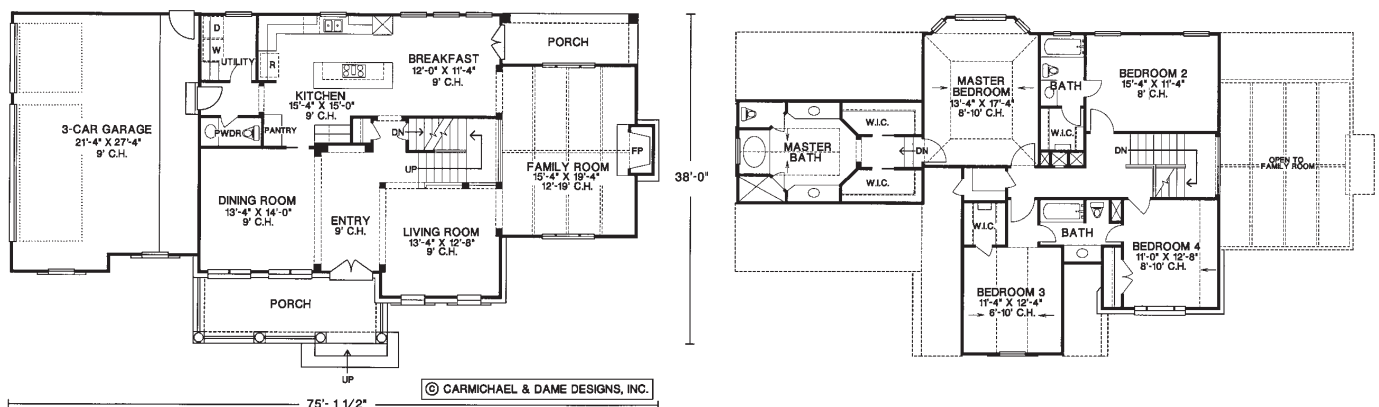 D
W
UTILITY
R
BREAKFAST
12'-0" X 11'-4"
9' C.H.
PORCH
KITCHEN
15'-4" X 15'-0"
9' C.H.
3-CAR GARAGE
21'-4" X 27'-4"
9' C.H.
PWDR
PANTRY
DN
UP
FAMILY ROOM
15'-4" X 19'-4"
12'-19' C.H.
FP
38'-0"
DINING ROOM
13'-4" X 14'-0"
9' C.H.
ENTRY
9' C.H.
LIVING ROOM
13'-4" X 12'-8"
9' C.H.
PORCH
UP
© CARMICHAEL & DAME DESIGNS, INC.
75'- 1 1/2"
MASTER
BEDROOM
13'-4" X 17'-4"
8'-10' C.H.
BATH
BEDROOM 2
15'-4" X 11'-4"
8' C.H.
W.I.C.
W.I.C.
MASTER
BATH
DN
W.I.C.
DN
OPEN TO
FAMILY ROOM
W.I.C.
BATH
BEDROOM 4
11'-0" X 12'-8"
8'-10' C.H.
BEDROOM 3
11'-4" X 12'-4"
6'-10' C.H.